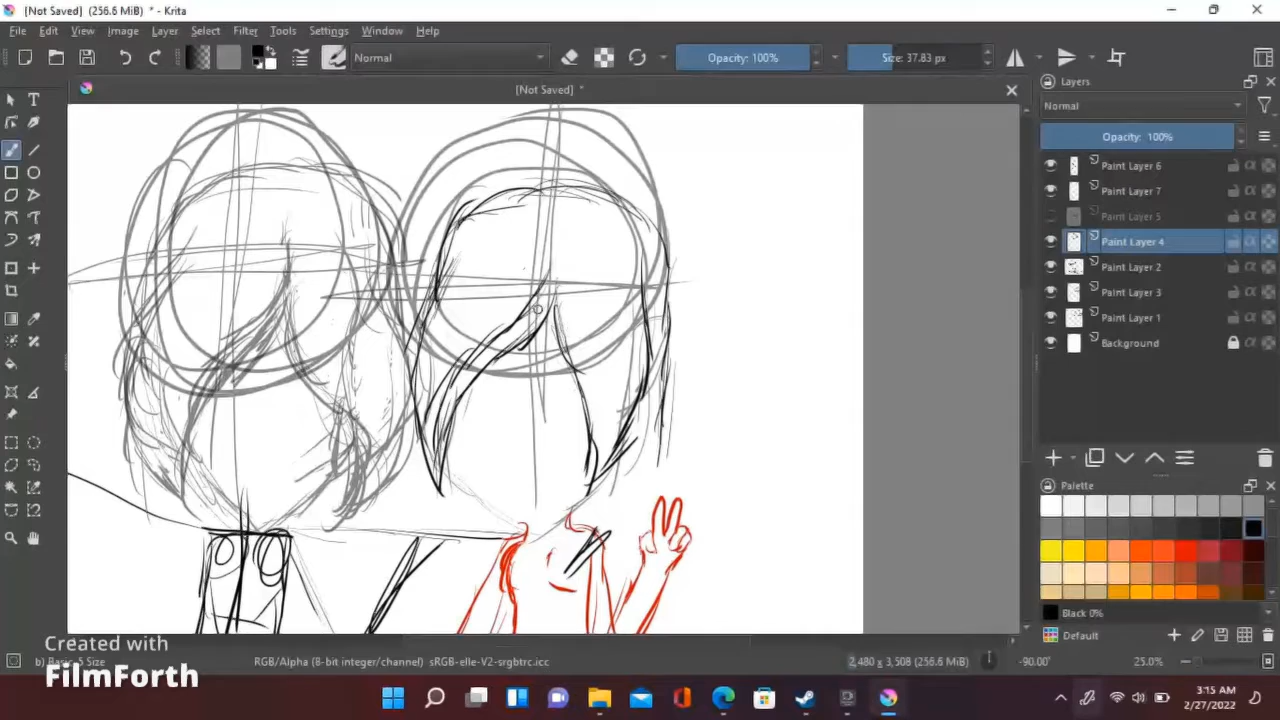 [Not Saved] (256.6 MiB) * - Krita
File Edit View Image Layer Select Filter Tools Settings Window Help
Normal
Opacity: 100%
Size: 37.83 px
[Not Saved] *
Layers
Normal
Opacity: 100%
Paint Layer 6
Paint Layer 7
Paint Layer 5
Paint Layer 4
Paint Layer 2
Paint Layer 3
Paint Layer 1
Background
Palette
Black 0%
Default
b) Basic-5 Size
RGB/Alpha (8-bit integer/channel) sRGB-elle-V2-srgbtrc.icc
2,480 x 3,508 (256.6 MiB)
-90.00°
25.0%
Created with
FilmForth
3:15 AM
2/27/2022